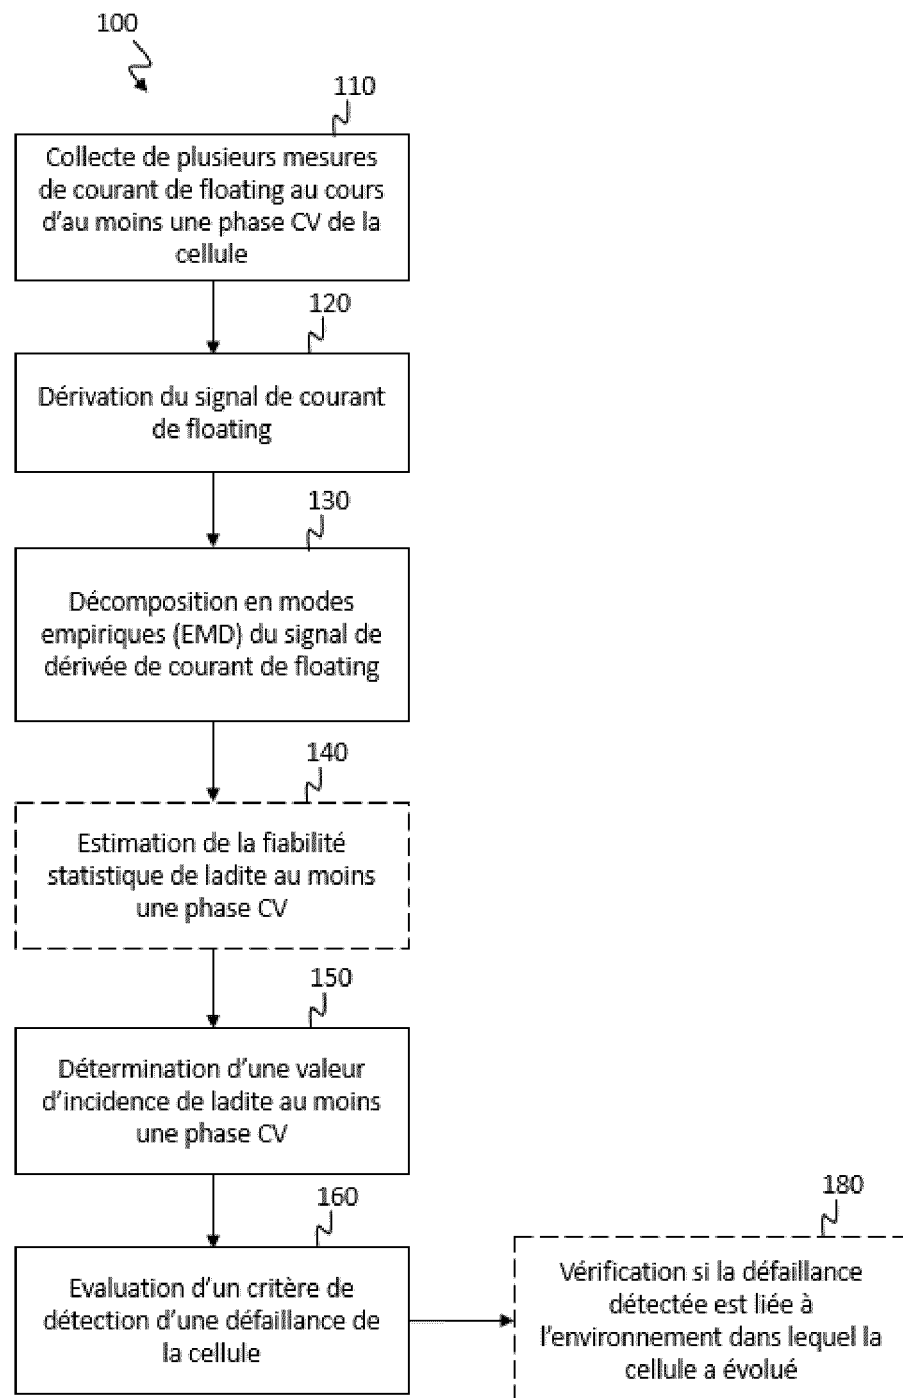 100
110
Collecte de plusieurs mesures
de courant de floating au cours
d'au moins une phase CV de la
cellule
120
Dérivation du signal de courant
de floating
130
Décomposition en modes
empiriques (EMD) du signal de
dérivée de courant de floating
140
Estimation de la fiabilité
statistique de ladite au moins
une phase CV
150
Détermination d'une valeur
d'incidence de ladite au moins
une phase CV
160
Evaluation d'un critère de
détection d'une défaillance de
la cellule
180
Vérification si la défaillance
détectée est liée à
l'environnement dans lequel la
cellule a évolué